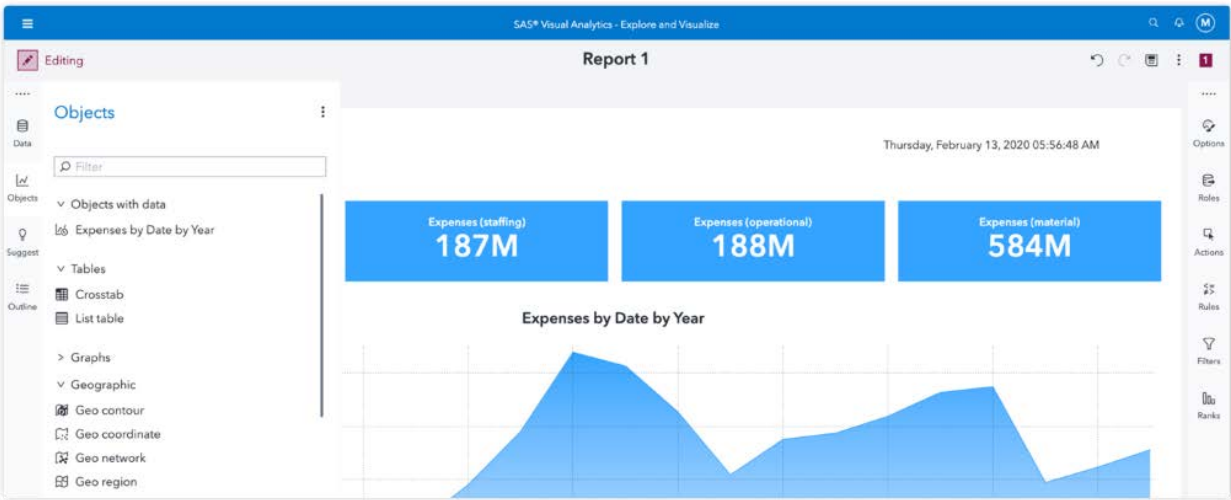 SAS® Visual Analytics - Explore and Visualize
M
Editing
Report 1
1
Data
Objects
Suggest
Outline
Objects
Filter
Objects with data
Expenses by Date by Year
Tables
Crosstab
List table
Graphs
Geographic
Geo contour
Geo coordinate
Geo network
Geo region
Thursday, February 13, 2020 05:56:48 AM
Expenses (staffing)
187M
Expenses (operational)
188M
Expenses (material)
584M
Expenses by Date by Year
Options
Roles
Actions
Rules
Filters
Ranks